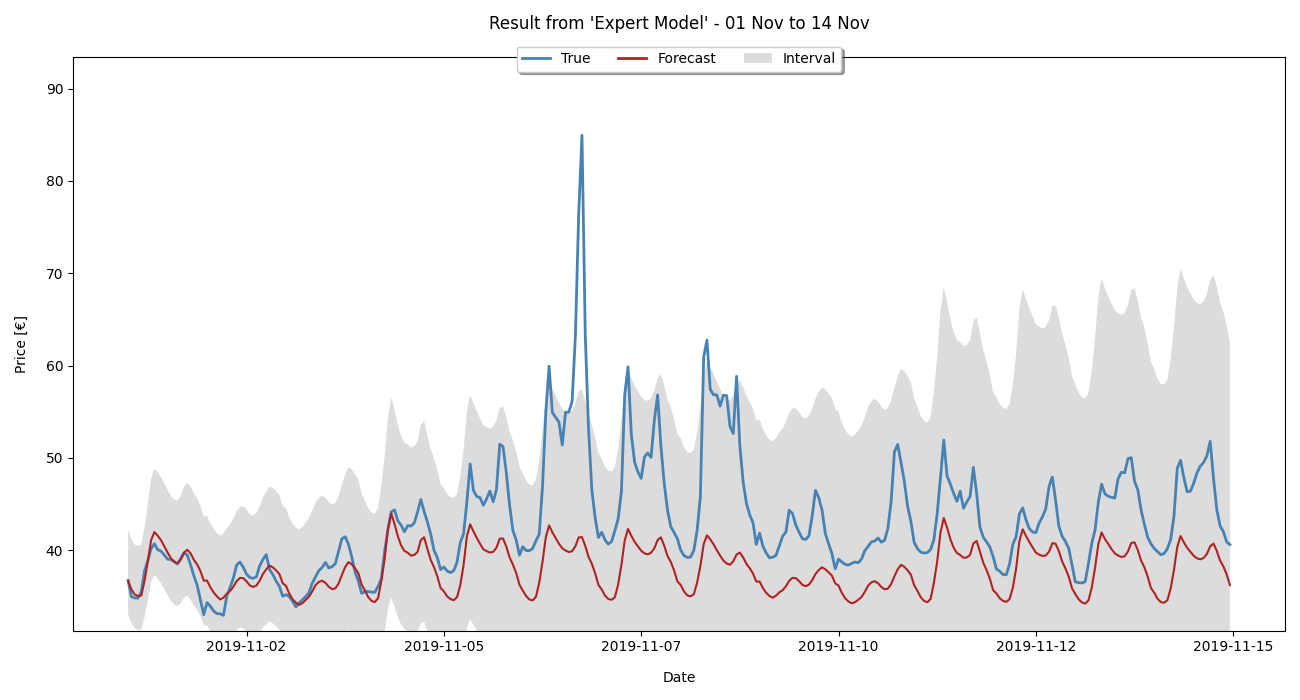 Result from 'Expert Model' - 01 Nov to 14 Nov
True Forecast Interval
90
80
70
60
50
40
Price [€]
2019-11-02 2019-11-05 2019-11-07 2019-11-10 2019-11-12 2019-11-15
Date